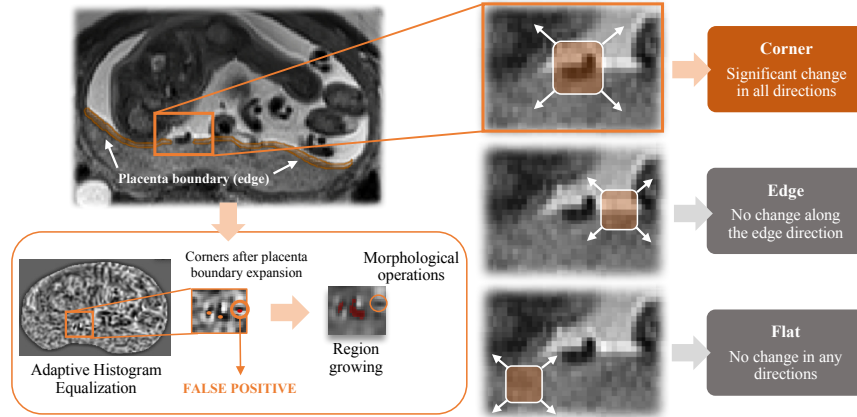 Placenta boundary (edge)
Corner
Significant change
in all directions
Edge
No change along
the edge direction
Flat
No change in any
directions
Corners after placenta
boundary expansion
Morphological
operations
Adaptive Histogram
Equalization
FALSE POSITIVE
Region
growing